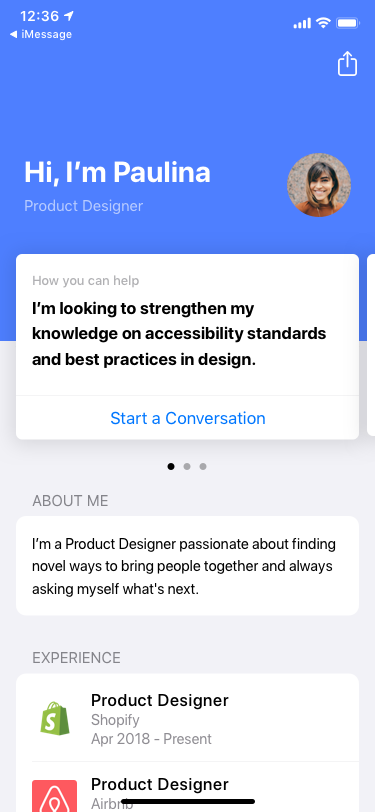 12:36
iMessage
Hi, I’m Paulina
Product Designer
How you can help
I’m looking to strengthen my
knowledge on accessibility standards
and best practices in design.
Start a Conversation
ABOUT ME
I’m a Product Designer passionate about finding
novel ways to bring people together and always
asking myself what's next.
EXPERIENCE
Product Designer
Shopify
Apr 2018 - Present
Product Designer
Airbnb